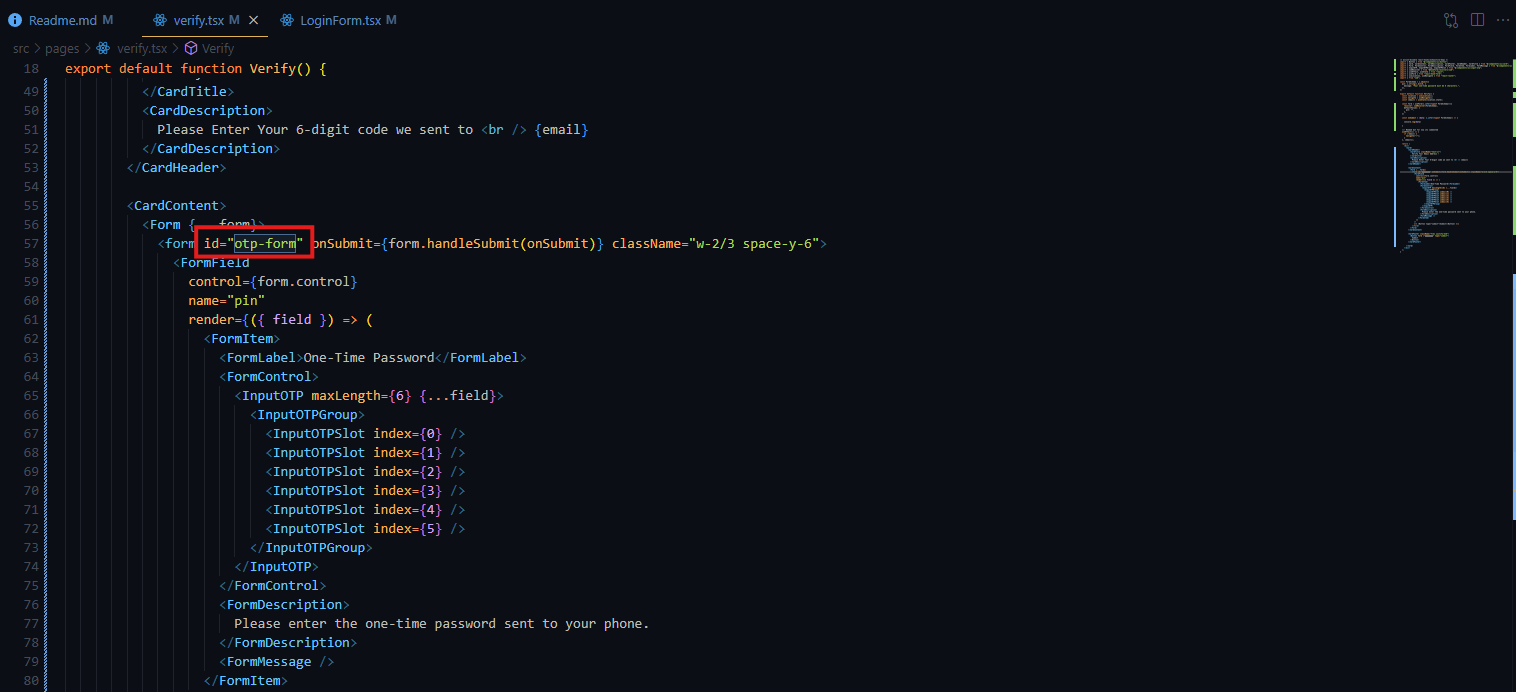 Readme.md M verify.tsx M LoginForm.tsx M
src > pages > verify.tsx > Verify
18 export default function Verify() {
49 </CardTitle>
50 <CardDescription>
51 Please Enter Your 6-digit code we sent to <br /> {email}
52 </CardDescription>
53 </CardHeader>
54
55 <CardContent>
56 <Form {...form}>
57 <form id="otp-form" onSubmit={form.handleSubmit(onSubmit)} className="w-2/3 space-y-6">
58 <FormField
59 control={form.control}
60 name="pin"
61 render={({ field }) => (
62 <FormItem>
63 <FormLabel>One-Time Password</FormLabel>
64 <FormControl>
65 <InputOTP maxLength={6} {...field}>
66 <InputOTPGroup>
67 <InputOTPSlot index={0} />
68 <InputOTPSlot index={1} />
69 <InputOTPSlot index={2} />
70 <InputOTPSlot index={3} />
71 <InputOTPSlot index={4} />
72 <InputOTPSlot index={5} />
73 </InputOTPGroup>
74 </InputOTP>
75 </FormControl>
76 <FormDescription>
77 Please enter the one-time password sent to your phone.
78 </FormDescription>
79 <FormMessage />
80 </FormItem>